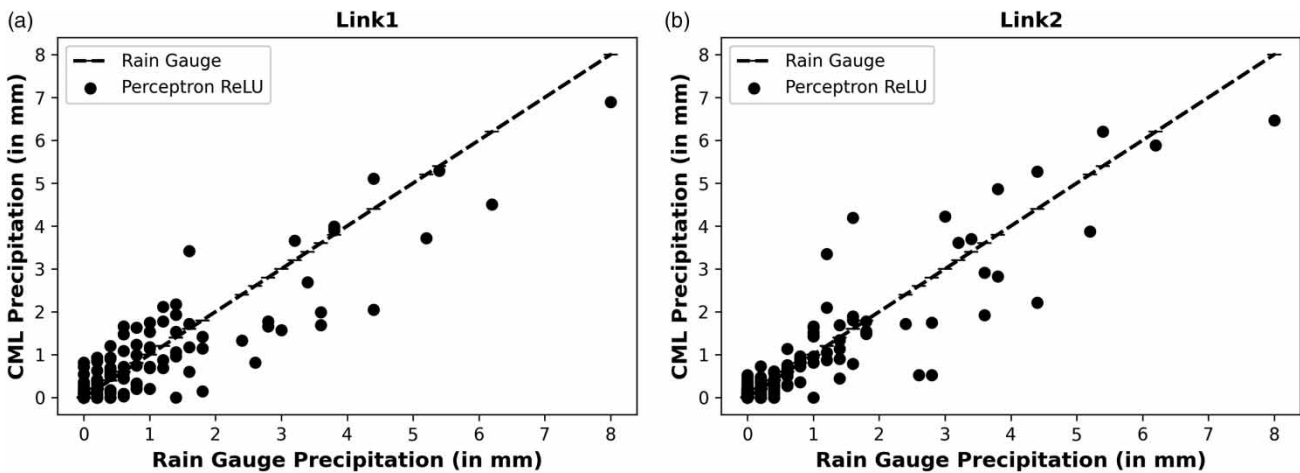 (a)
Link1
Rain Gauge
Perceptron ReLU
CML Precipitation (in mm)
8
7
6
5
4
3
2
1
0
0 1 2 3 4 5 6 7 8
Rain Gauge Precipitation (in mm)
(b)
Link2
Rain Gauge
Perceptron ReLU
CML Precipitation (in mm)
8
7
6
5
4
3
2
1
0
0 1 2 3 4 5 6 7 8
Rain Gauge Precipitation (in mm)